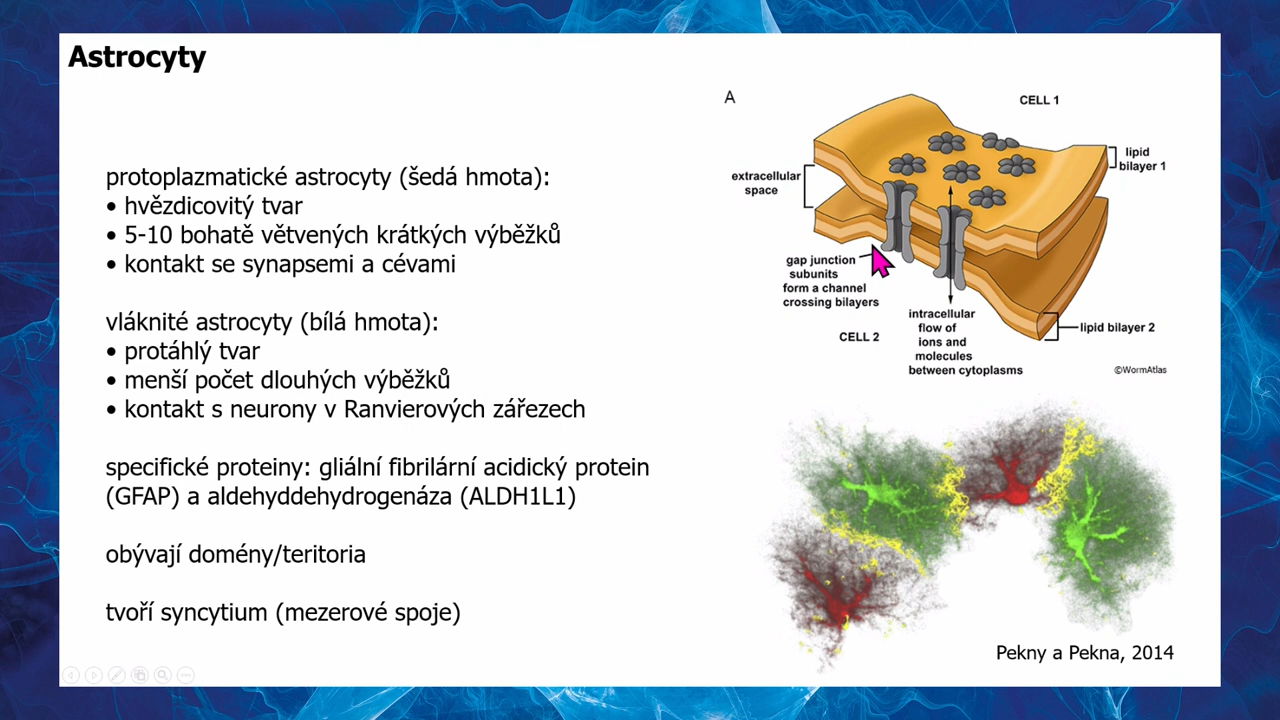 Astrocyty
protoplazmatické astrocyty (šedá hmota):
• hvězdicovitý tvar
• 5-10 bohatě větvených krátkých výběžků
• kontakt se synapsemi a cévami
vláknité astrocyty (bílá hmota):
• protáhlý tvar
• menší počet dlouhých výběžků
• kontakt s neurony v Ranvierových zářezech
specifické proteiny: gliální fibrilární acidický protein
(GFAP) a aldehyddehydrogenáza (ALDH1L1)
obývají domény/teritoria
tvoří syncytium (mezerové spoje)
A
CELL 1
lipid
bilayer 1
extracellular
space
gap junction
subunits
form a channel
crossing bilayers
CELL 2
intracellular
flow of
ions and
molecules
between cytoplasms
lipid bilayer 2
©WormAtlas
Pekny a Pekna, 2014